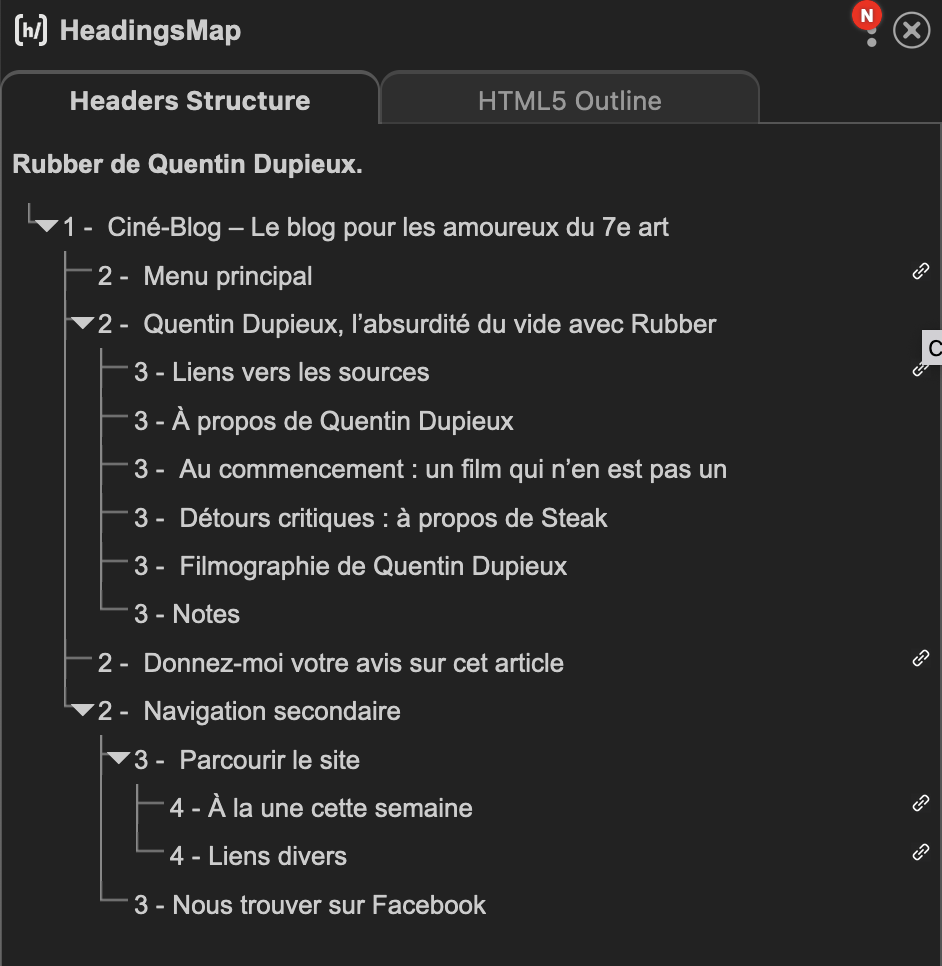 [h/] HeadingsMap
N
Headers Structure
HTML5 Outline
Rubber de Quentin Dupieux.
1 - Ciné-Blog – Le blog pour les amoureux du 7e art
2 - Menu principal
2 - Quentin Dupieux, l’absurdité du vide avec Rubber
C
3 - Liens vers les sources
3 - À propos de Quentin Dupieux
3 - Au commencement : un film qui n’en est pas un
3 - Détours critiques : à propos de Steak
3 - Filmographie de Quentin Dupieux
3 - Notes
2 - Donnez-moi votre avis sur cet article
2 - Navigation secondaire
3 - Parcourir le site
4 - À la une cette semaine
4 - Liens divers
3 - Nous trouver sur Facebook